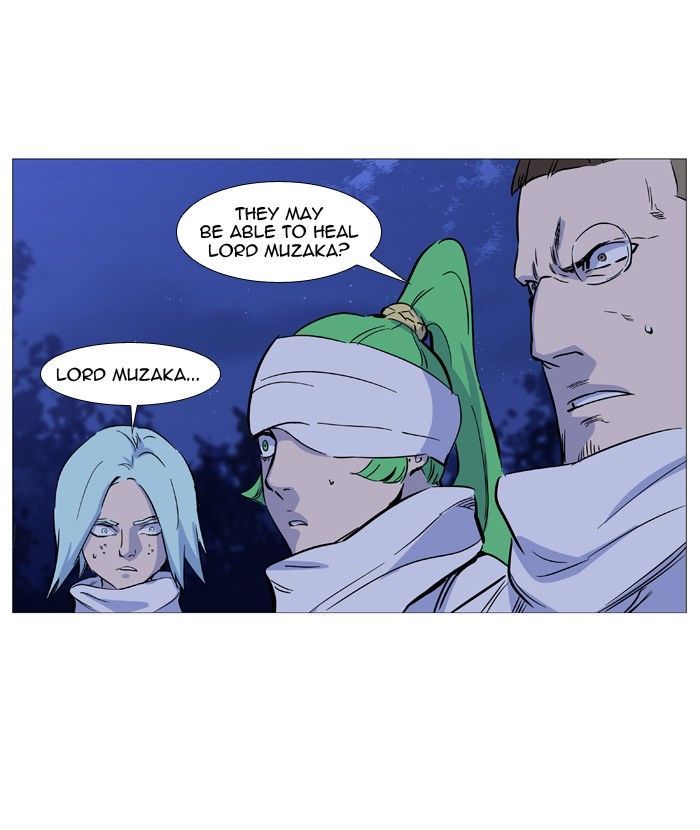 THEY MAY
BE ABLE TO HEAL
LORD MUZAKA?
LORD MUZAKA...